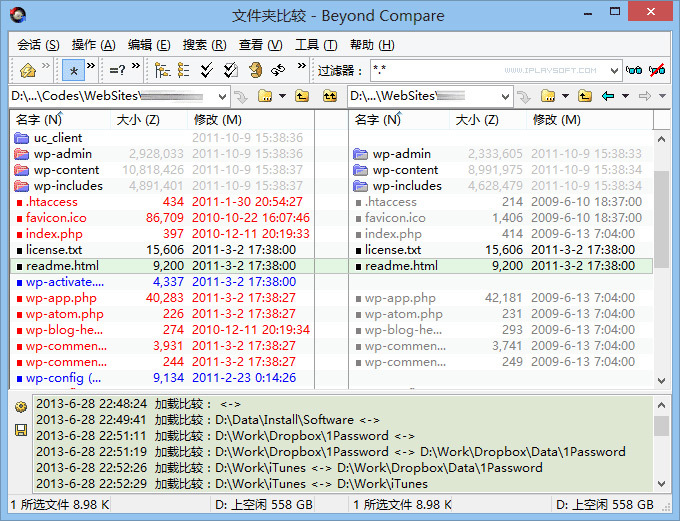 文件夹比较 - Beyond Compare
会话 (S) 操作 (A) 编辑 (E) 搜索 (R) 查看 (V) 工具 (T) 帮助 (H)
* =? 过滤器: *.* WWW.IPLAYSOFT.COM
D:\...\Codes\WebSites\ D:\...\WebSites\
名字 (N) 大小 (Z) 修改 (M) 名字 (N) 大小 (Z) 修改 (M)
uc_client 2011-10-9 15:38:36
wp-admin 2,928,033 2011-10-9 15:38:36 wp-admin 2,333,605 2011-10-9 15:38:33
wp-content 10,818,426 2011-10-9 15:38:37 wp-content 8,991,975 2011-10-9 15:38:34
wp-includes 4,891,401 2011-10-9 15:38:37 wp-includes 4,628,479 2011-10-9 15:38:34
.htaccess 434 2011-1-30 20:54:27 .htaccess 214 2009-6-10 18:37:00
favicon.ico 86,709 2010-10-22 16:07:46 favicon.ico 1,406 2009-6-10 18:37:00
index.php 397 2010-12-11 20:19:33 index.php 414 2009-6-13 7:04:00
license.txt 15,606 2011-3-2 17:38:00 license.txt 15,606 2011-3-2 17:38:00
readme.html 9,200 2011-3-2 17:38:00 readme.html 9,200 2011-3-2 17:38:00
wp-activate.... 4,337 2011-3-2 17:38:00
wp-app.php 40,283 2011-3-2 17:38:27 wp-app.php 42,181 2009-6-13 7:04:00
wp-atom.php 226 2011-3-2 17:38:27 wp-atom.php 231 2009-6-13 7:04:00
wp-blog-he... 274 2010-12-11 20:19:34 wp-blog-he... 293 2009-6-13 7:04:00
wp-commen... 3,931 2011-3-2 17:38:27 wp-commen... 3,741 2009-6-13 7:04:00
wp-commen... 244 2011-3-2 17:38:27 wp-commen... 249 2009-6-13 7:04:00
wp-config (... 9,134 2011-2-23 0:14:26
2013-6-28 22:48:24 加载比较: <->
2013-6-28 22:49:41 加载比较: D:\Data\Install\Software <->
2013-6-28 22:51:11 加载比较: D:\Work\Dropbox\1Password <->
2013-6-28 22:51:19 加载比较: D:\Work\Dropbox\1Password <-> D:\Work\Dropbox\Data\1Password
2013-6-28 22:52:26 加载比较: D:\Work\iTunes <-> D:\Work\Dropbox\Data\1Password
2013-6-28 22:52:29 加载比较: D:\Work\iTunes <-> D:\Work\iTunes
1 所选文件 8.98 K D: 上空闲 558 GB 1 所选文件 8.98 K D: 上空闲 558 GB